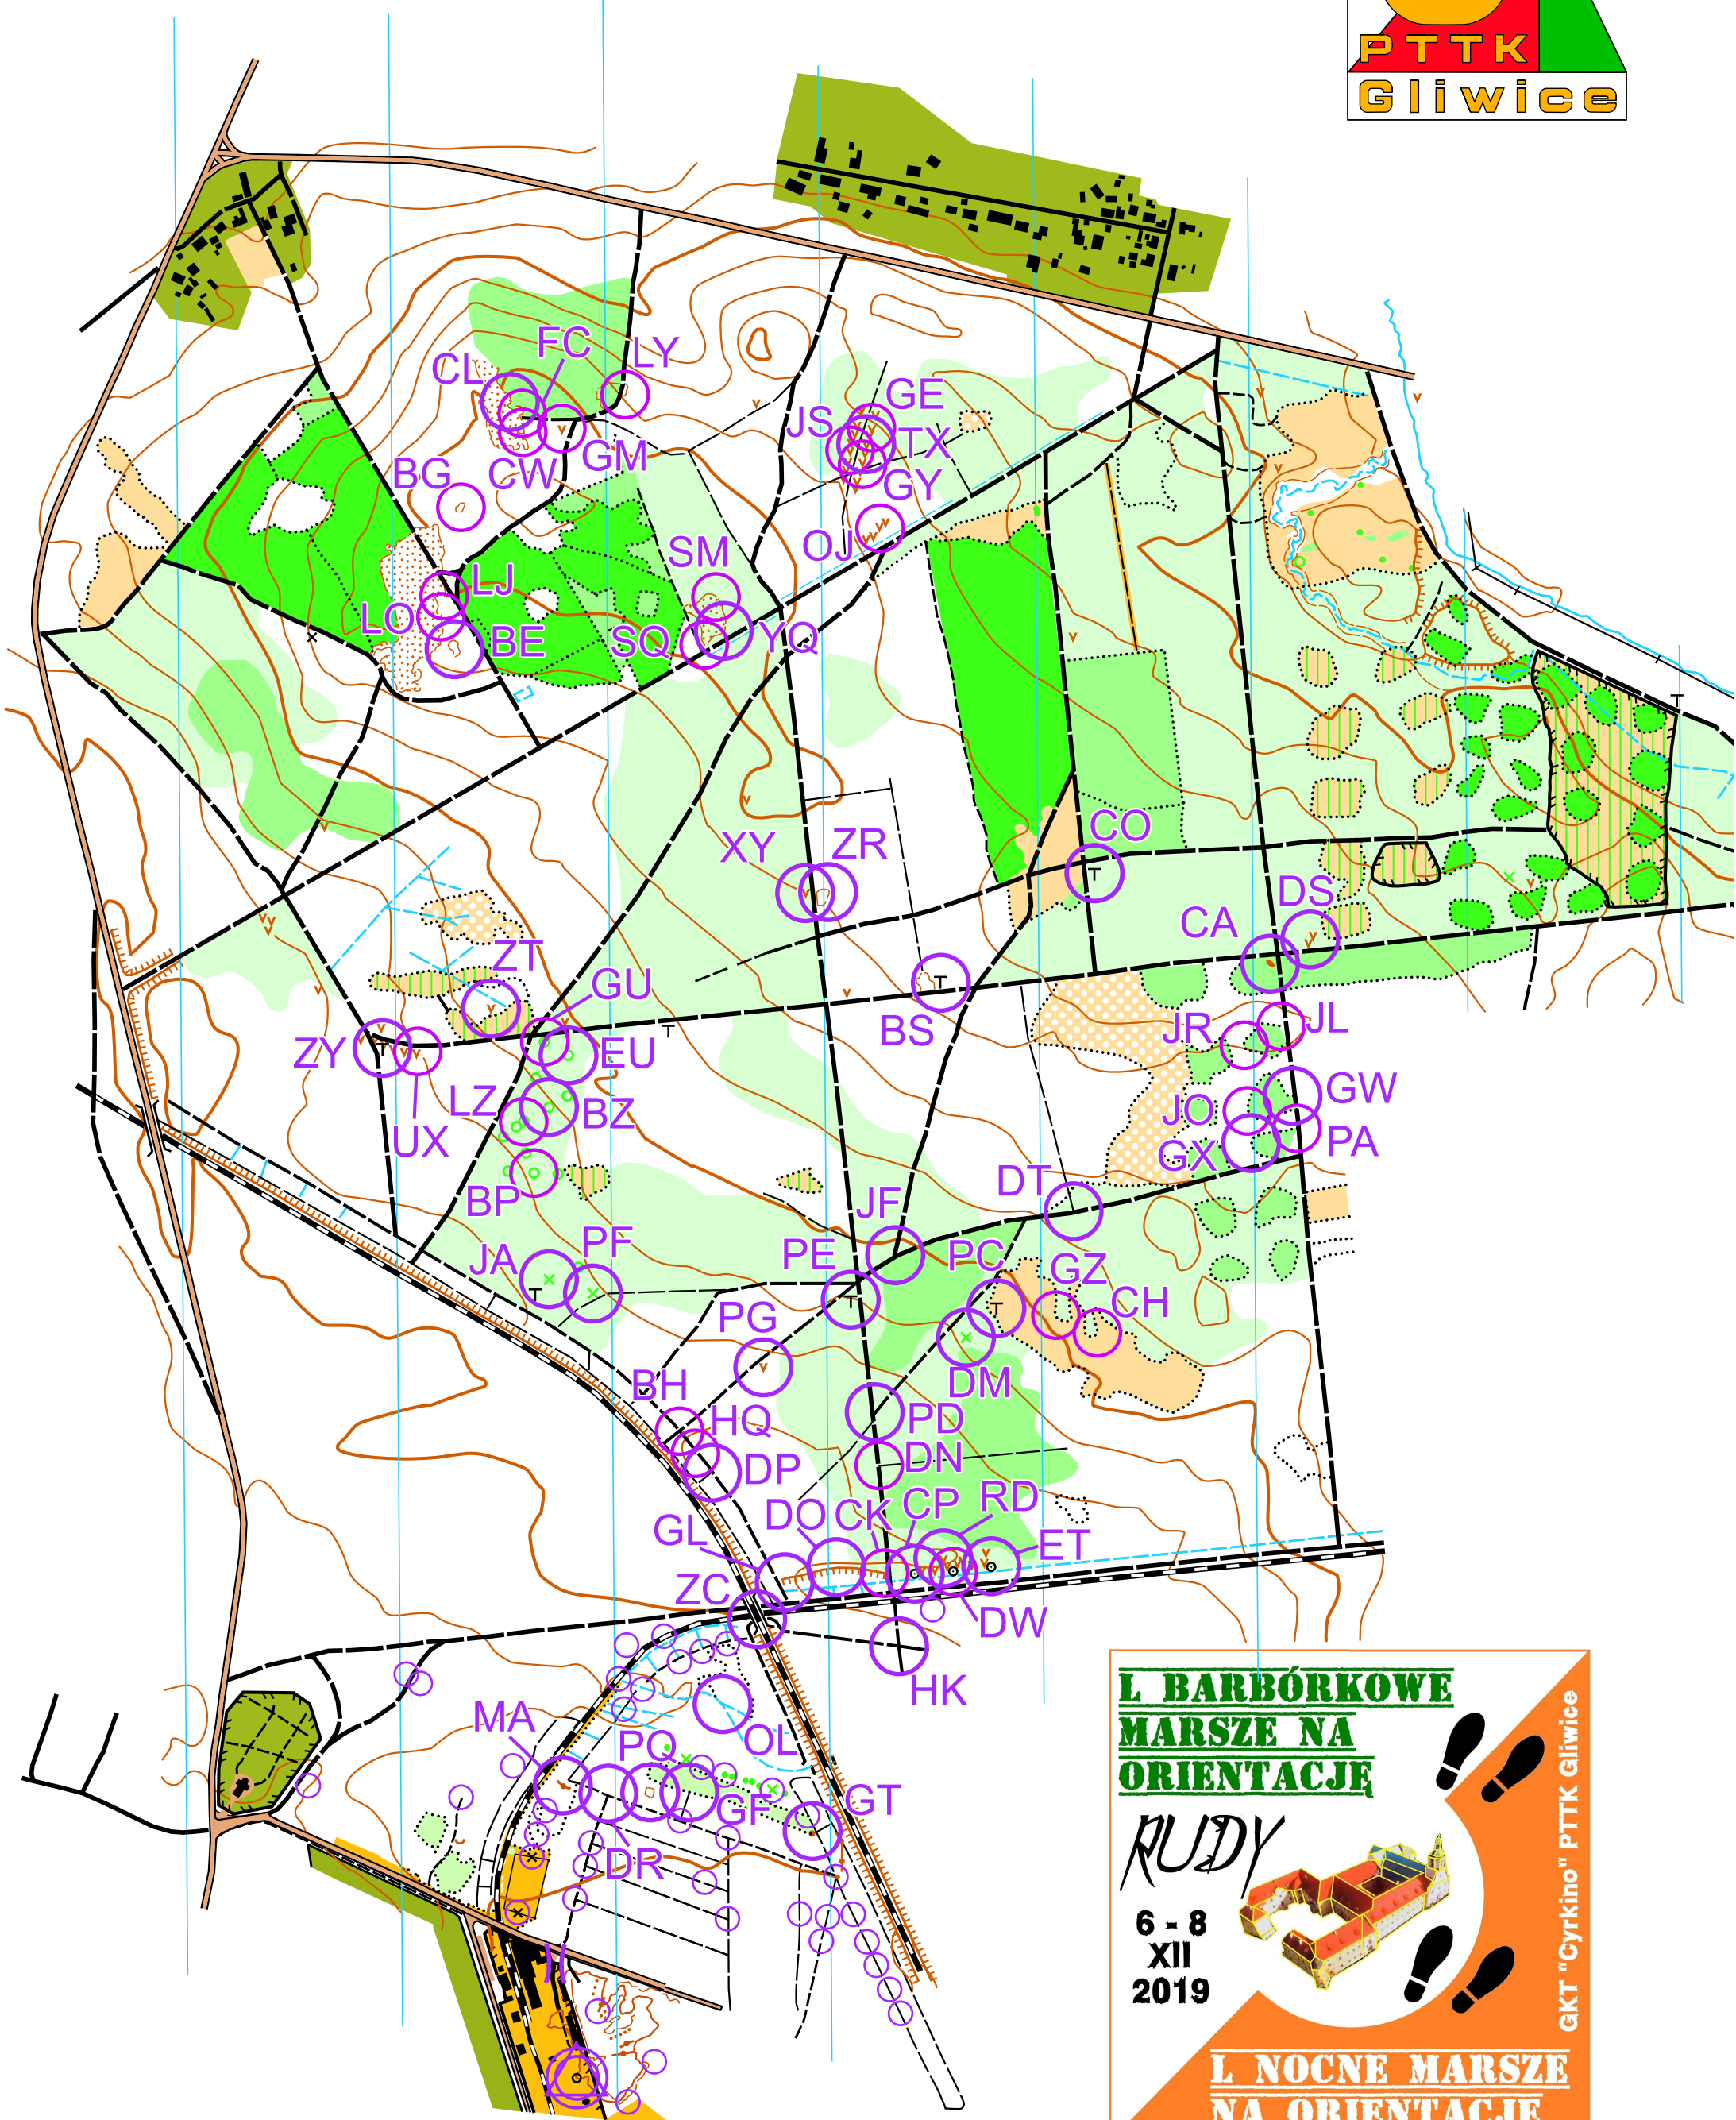 PTTK
Gliwice
FC
LY
CL
GE
JS
TX
GM
BG
CW
GY
OJ
SM
LJ
LO
BE
SQ
YQ
CO
XY
ZR
DS
CA
ZT
GU
BS
JR
JL
ZY
EU
GW
LZ
BZ
JO
UX
GX
PA
BP
DT
JF
PF
JA
PE
PC
GZ
CH
PG
BH
DM
HQ
PD
DP
DN
DO
CK
CP
RD
GL
ET
ZC
DW
HK
MA
PQ
OL
GF
GT
DR
L BARBÓRKOWE
MARSZE NA
ORIENTACJĘ
RUDY
6 - 8
XII
2019
GKT "Cyrkino" PTTK Gliwice
L NOCNE MARSZE
NA ORIENTACJĘ